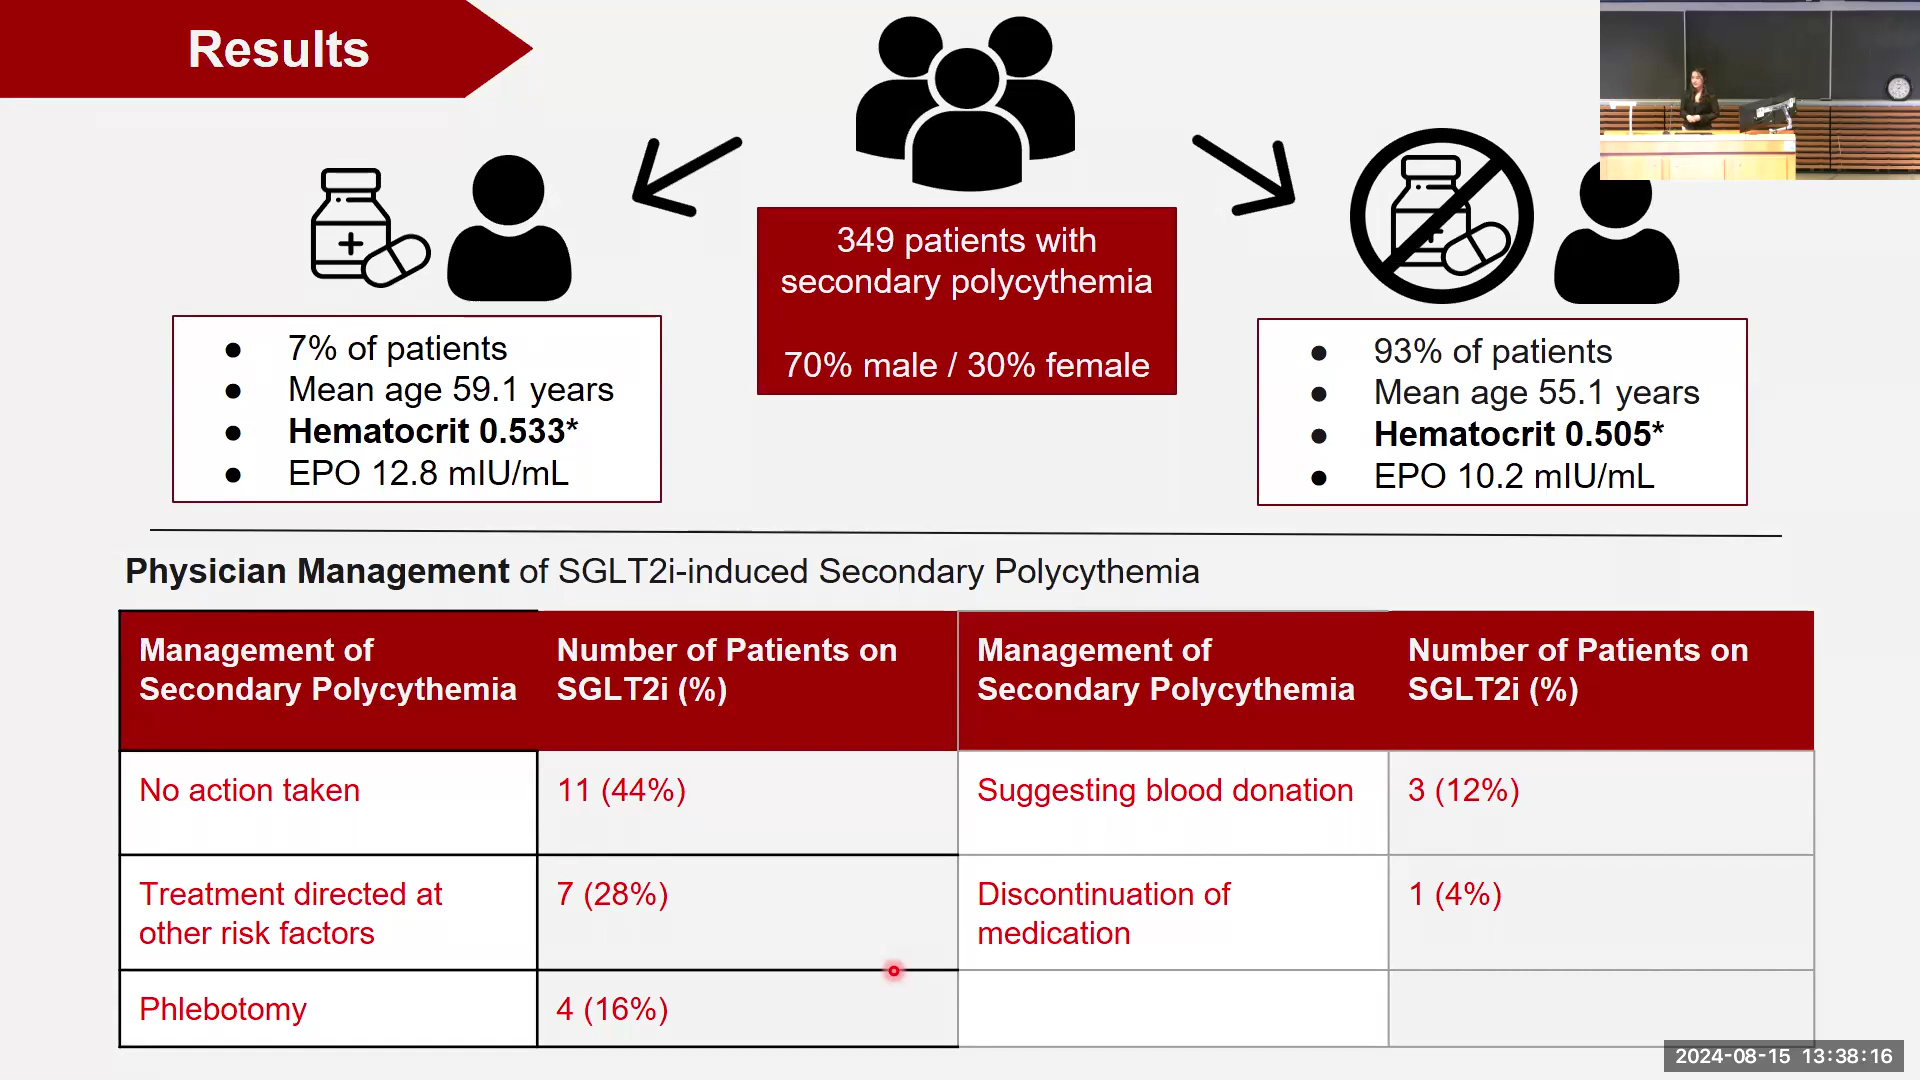 Results
349 patients with
secondary polycythemia
70% male / 30% female
● 7% of patients
● Mean age 59.1 years
● Hematocrit 0.533*
● EPO 12.8 mIU/mL
● 93% of patients
● Mean age 55.1 years
● Hematocrit 0.505*
● EPO 10.2 mIU/mL
Physician Management of SGLT2i-induced Secondary Polycythemia
Management of
Secondary Polycythemia
Number of Patients on
SGLT2i (%)
Management of
Secondary Polycythemia
Number of Patients on
SGLT2i (%)
No action taken
11 (44%)
Suggesting blood donation
3 (12%)
Treatment directed at
other risk factors
7 (28%)
Discontinuation of
medication
1 (4%)
Phlebotomy
4 (16%)
2024-08-15 13:38:16